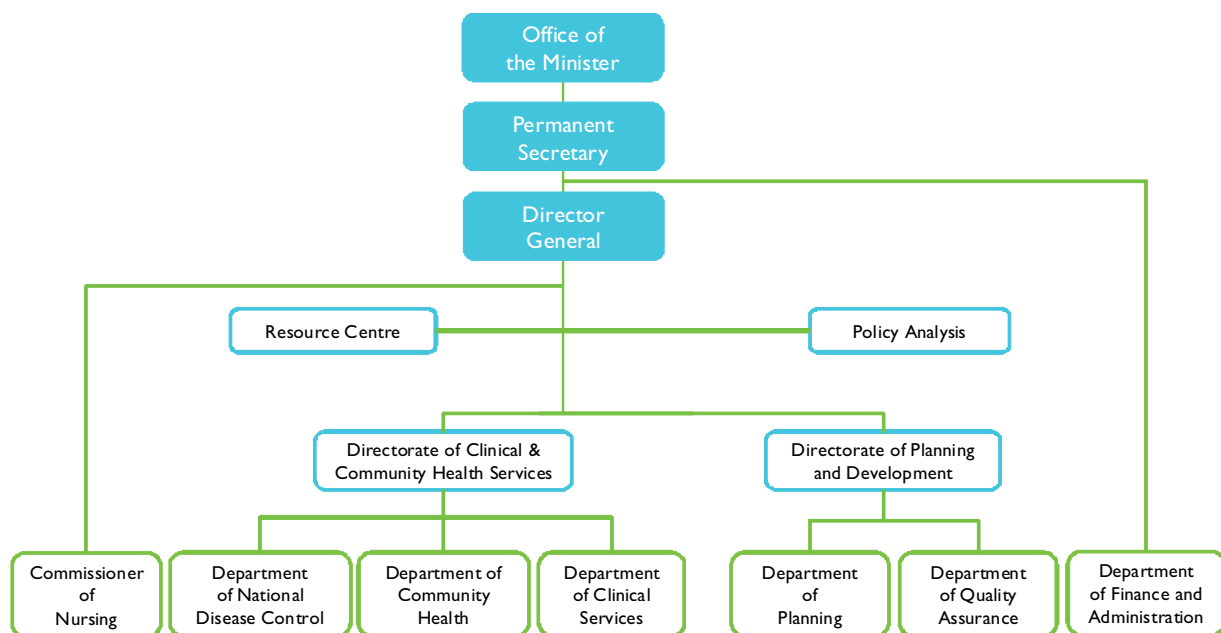 Office of
the Minister
Permanent
Secretary
Director
General
Resource Centre
Policy Analysis
Directorate of Clinical &
Community Health Services
Directorate of Planning
and Development
Commissioner
of
Nursing
Department
of National
Disease Control
Department of
Community
Health
Department
of Clinical
Services
Department
of
Planning
Department
of Quality
Assurance
Department
of Finance and
Administration